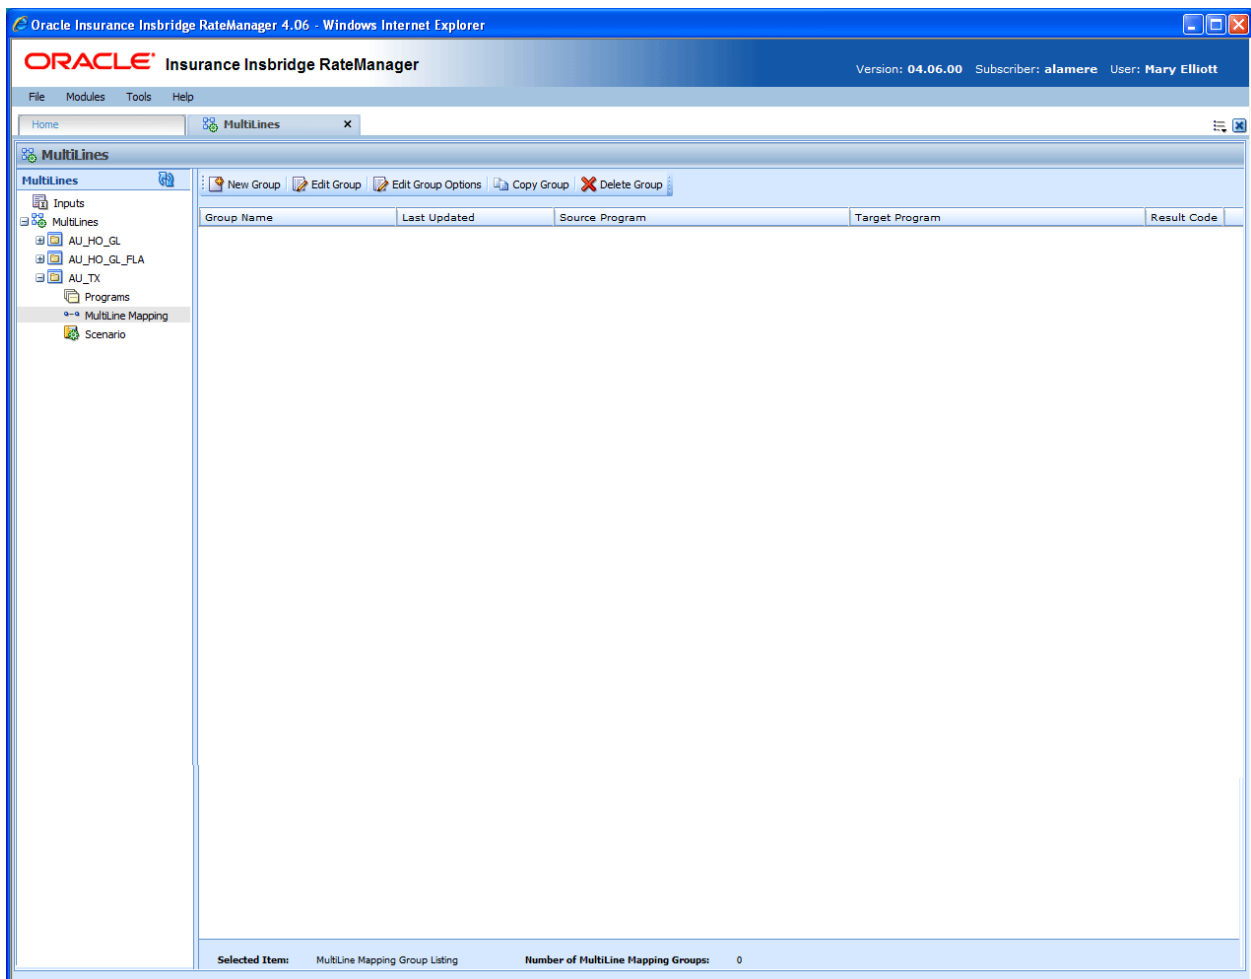 Oracle Insurance Insbridge RateManager 4.06 - Windows Internet Explorer
ORACLE Insurance Insbridge RateManager
Version: 04.06.00 Subscriber: alamere User: Mary Elliott
File Modules Tools Help
Home MultiLines x
MultiLines
MultiLines
New Group Edit Group Edit Group Options Copy Group Delete Group
Inputs
Group Name Last Updated Source Program Target Program Result Code
MultiLines
AU_HO_GL
AU_HO_GL_FLA
AU_TX
Programs
MultiLine Mapping
Scenario
Selected Item: MultiLine Mapping Group Listing Number of MultiLine Mapping Groups: 0